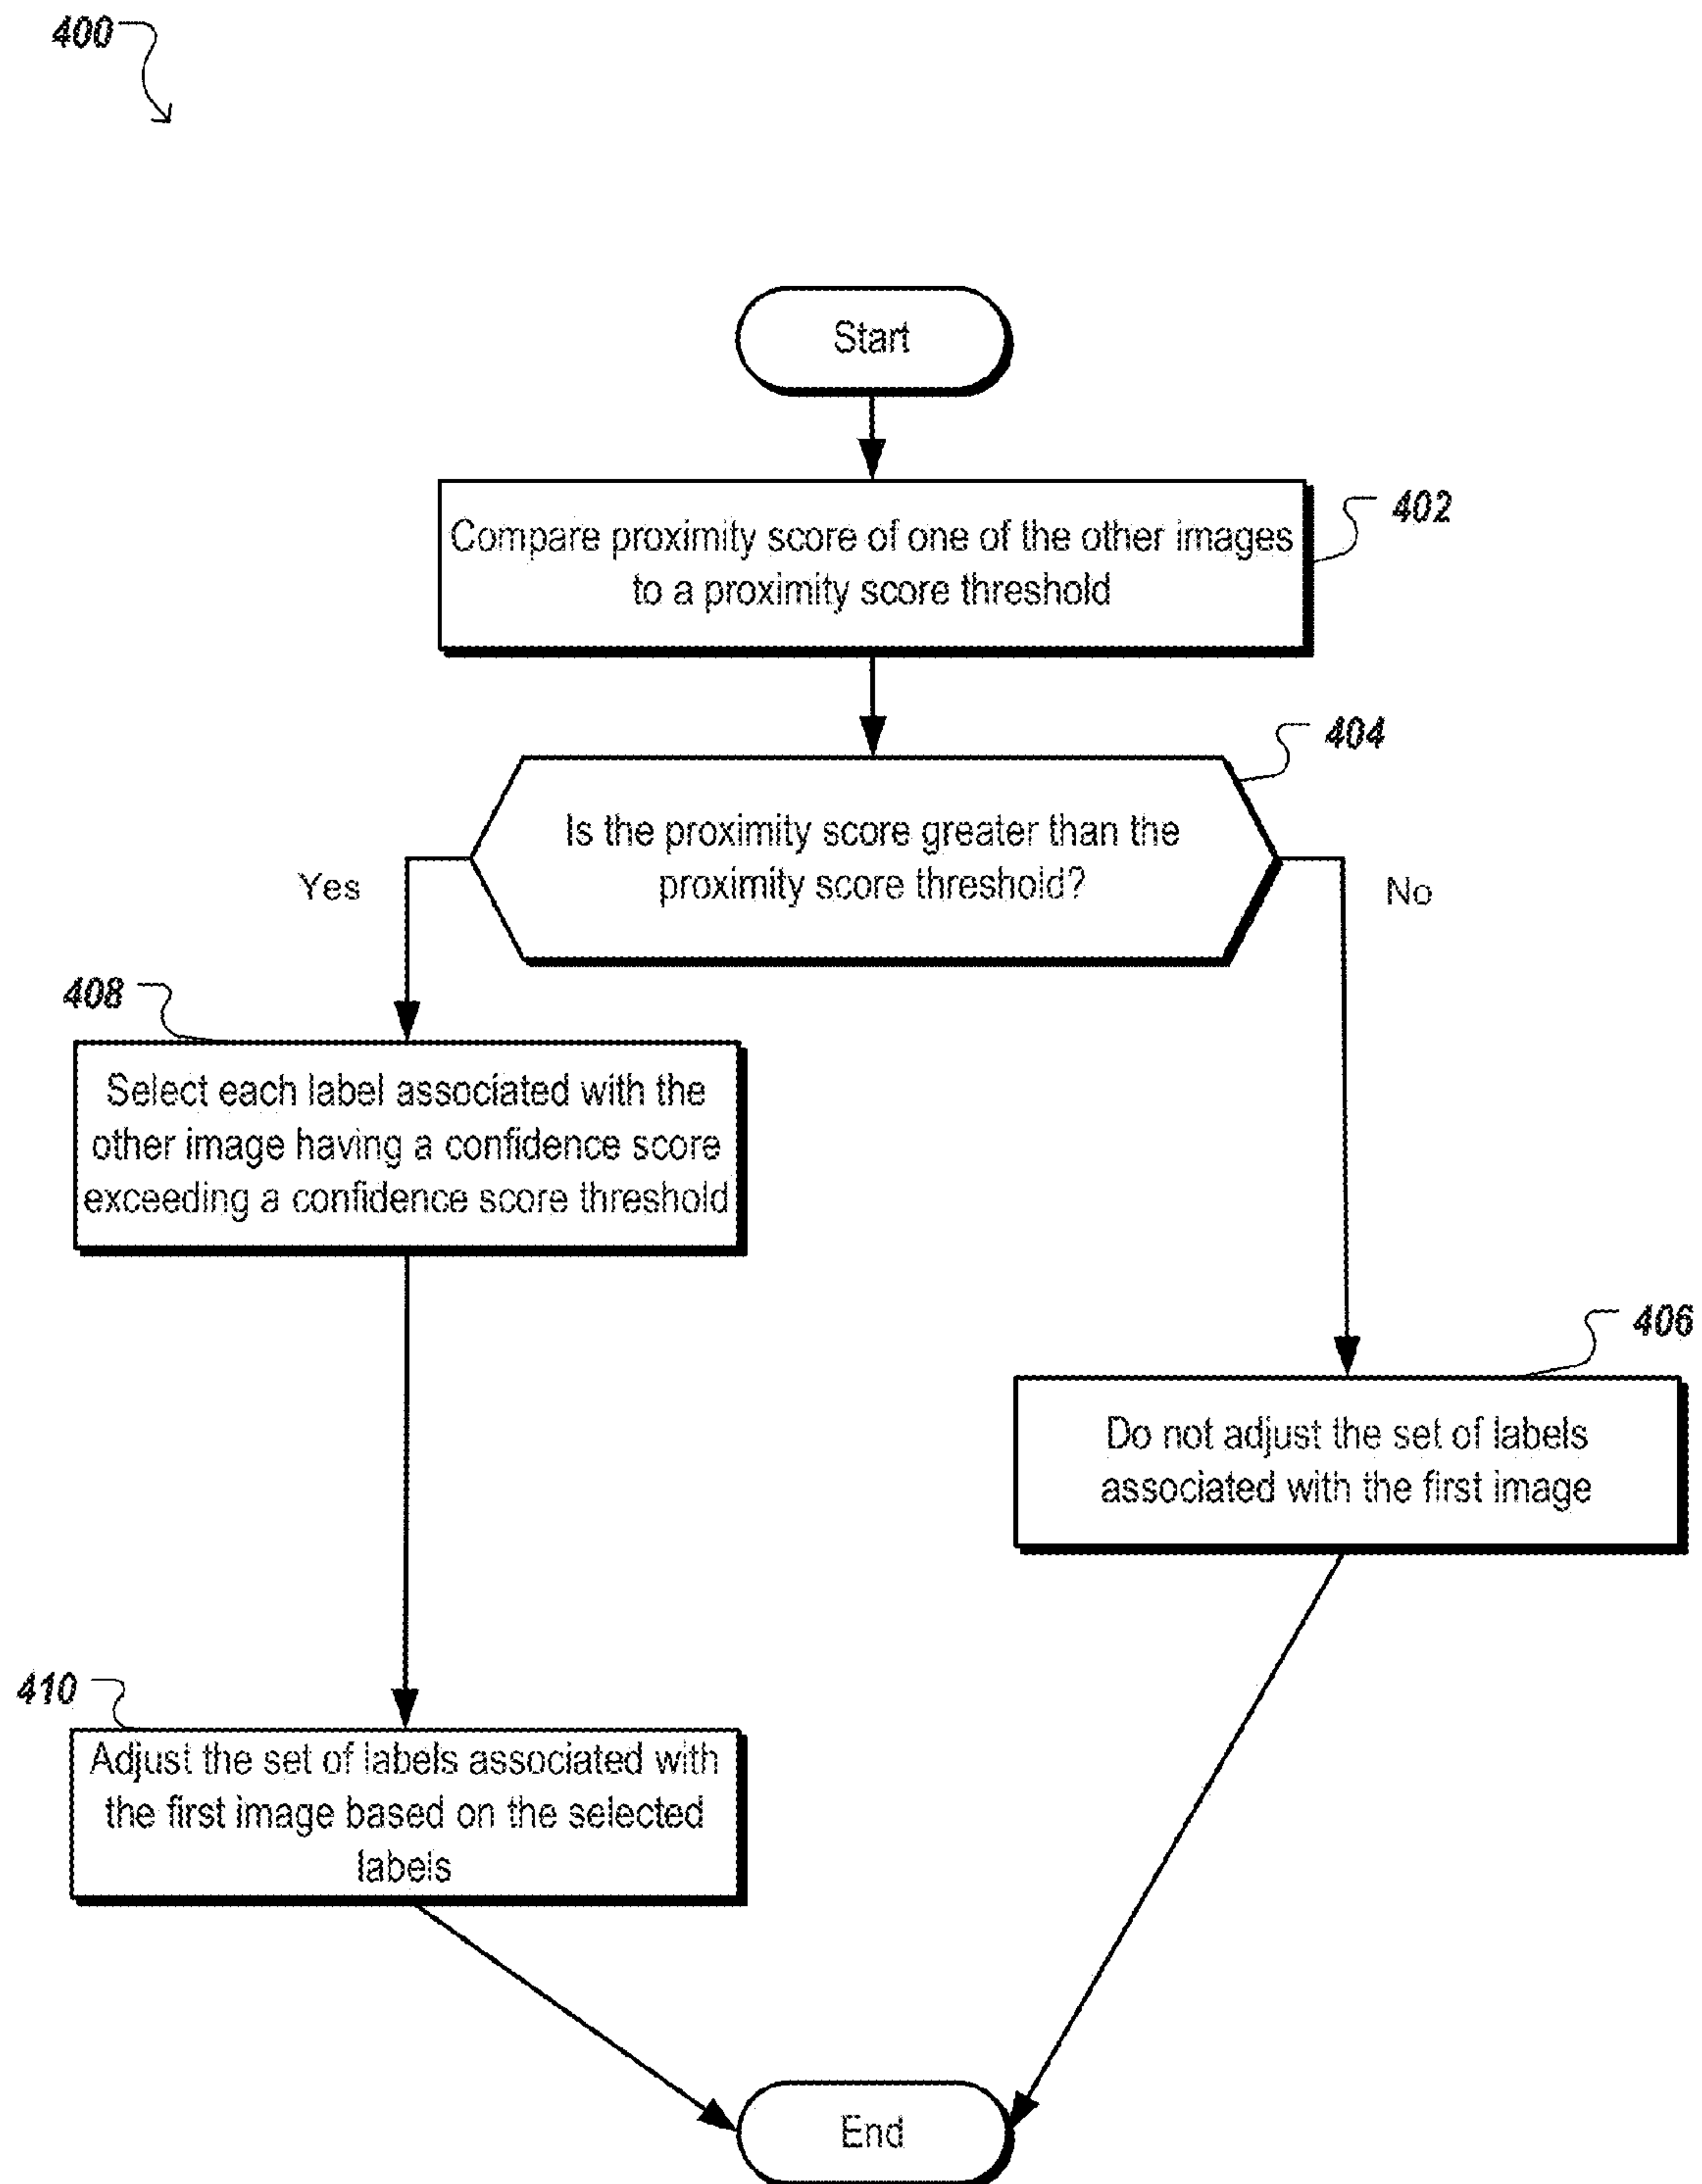 400
Start
Compare proximity score of one of the other images
to a proximity score threshold
402
404
Is the proximity score greater than the
proximity score threshold?
Yes
No
408
Select each label associated with the
other image having a confidence score
exceeding a confidence score threshold
406
Do not adjust the set of labels
associated with the first image
410
Adjust the set of labels associated with
the first image based on the selected
labels
End